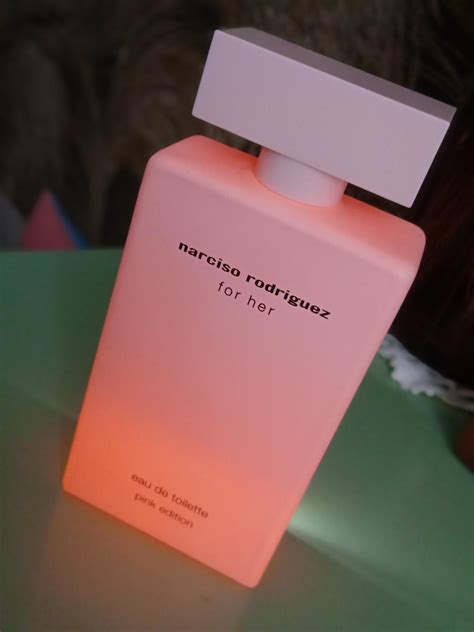 narciso rodriguez
for her
eau de toilette
pink edition